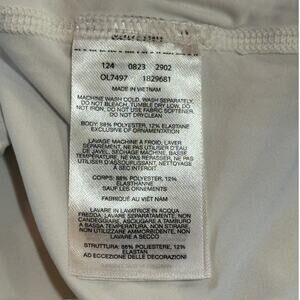 124 0823 2902
OL7497 1829681
MADE IN VIETNAM
MACHINE WASH COLD, WASH SEPARATELY,
DO NOT BLEACH, TUMBLE DRY LOW, DO
NOT IRON, DO NOT USE FABRIC SOFTENER,
DO NOT DRYCLEAN
BODY: 88% POLYESTER, 12% ELASTANE
EXCLUSIVE OF ORNAMENTATION
LAVAGE MACHINE A FROID, LAVER
SEPAREMENT, NE PAS UTILISER D'EAU
DE JAVEL, SECHAGE MACHINE, BASSE
TEMPERATURE, NE PAS REPASSER, NE PAS
UTILISER D'ASSOUPLISSANT,
NETTOYAGE A SEC INTERDIT
CORPS: 88% POLYESTER, 12%
ELASTHANNE
SAUF LES ORNEMENTS
FABRIQUÉ AU VIET NAM
LAVARE IN LAVATRICE IN ACQUA
FREDDA, LAVARE SEPARATAMENTE, NON
CANDEGGIARE, ASCIUGARE A TAMBURO
A BASSA TEMPERATURA, NON STIRARE,
NON UTILIZZARE AMMORBIDENTE, NON
LAVARE A SECCO
STRUTTURA: 88% POLIESTERE, 12%
ELASTAN
AD ECCEZIONE DELLE DECORAZIONI